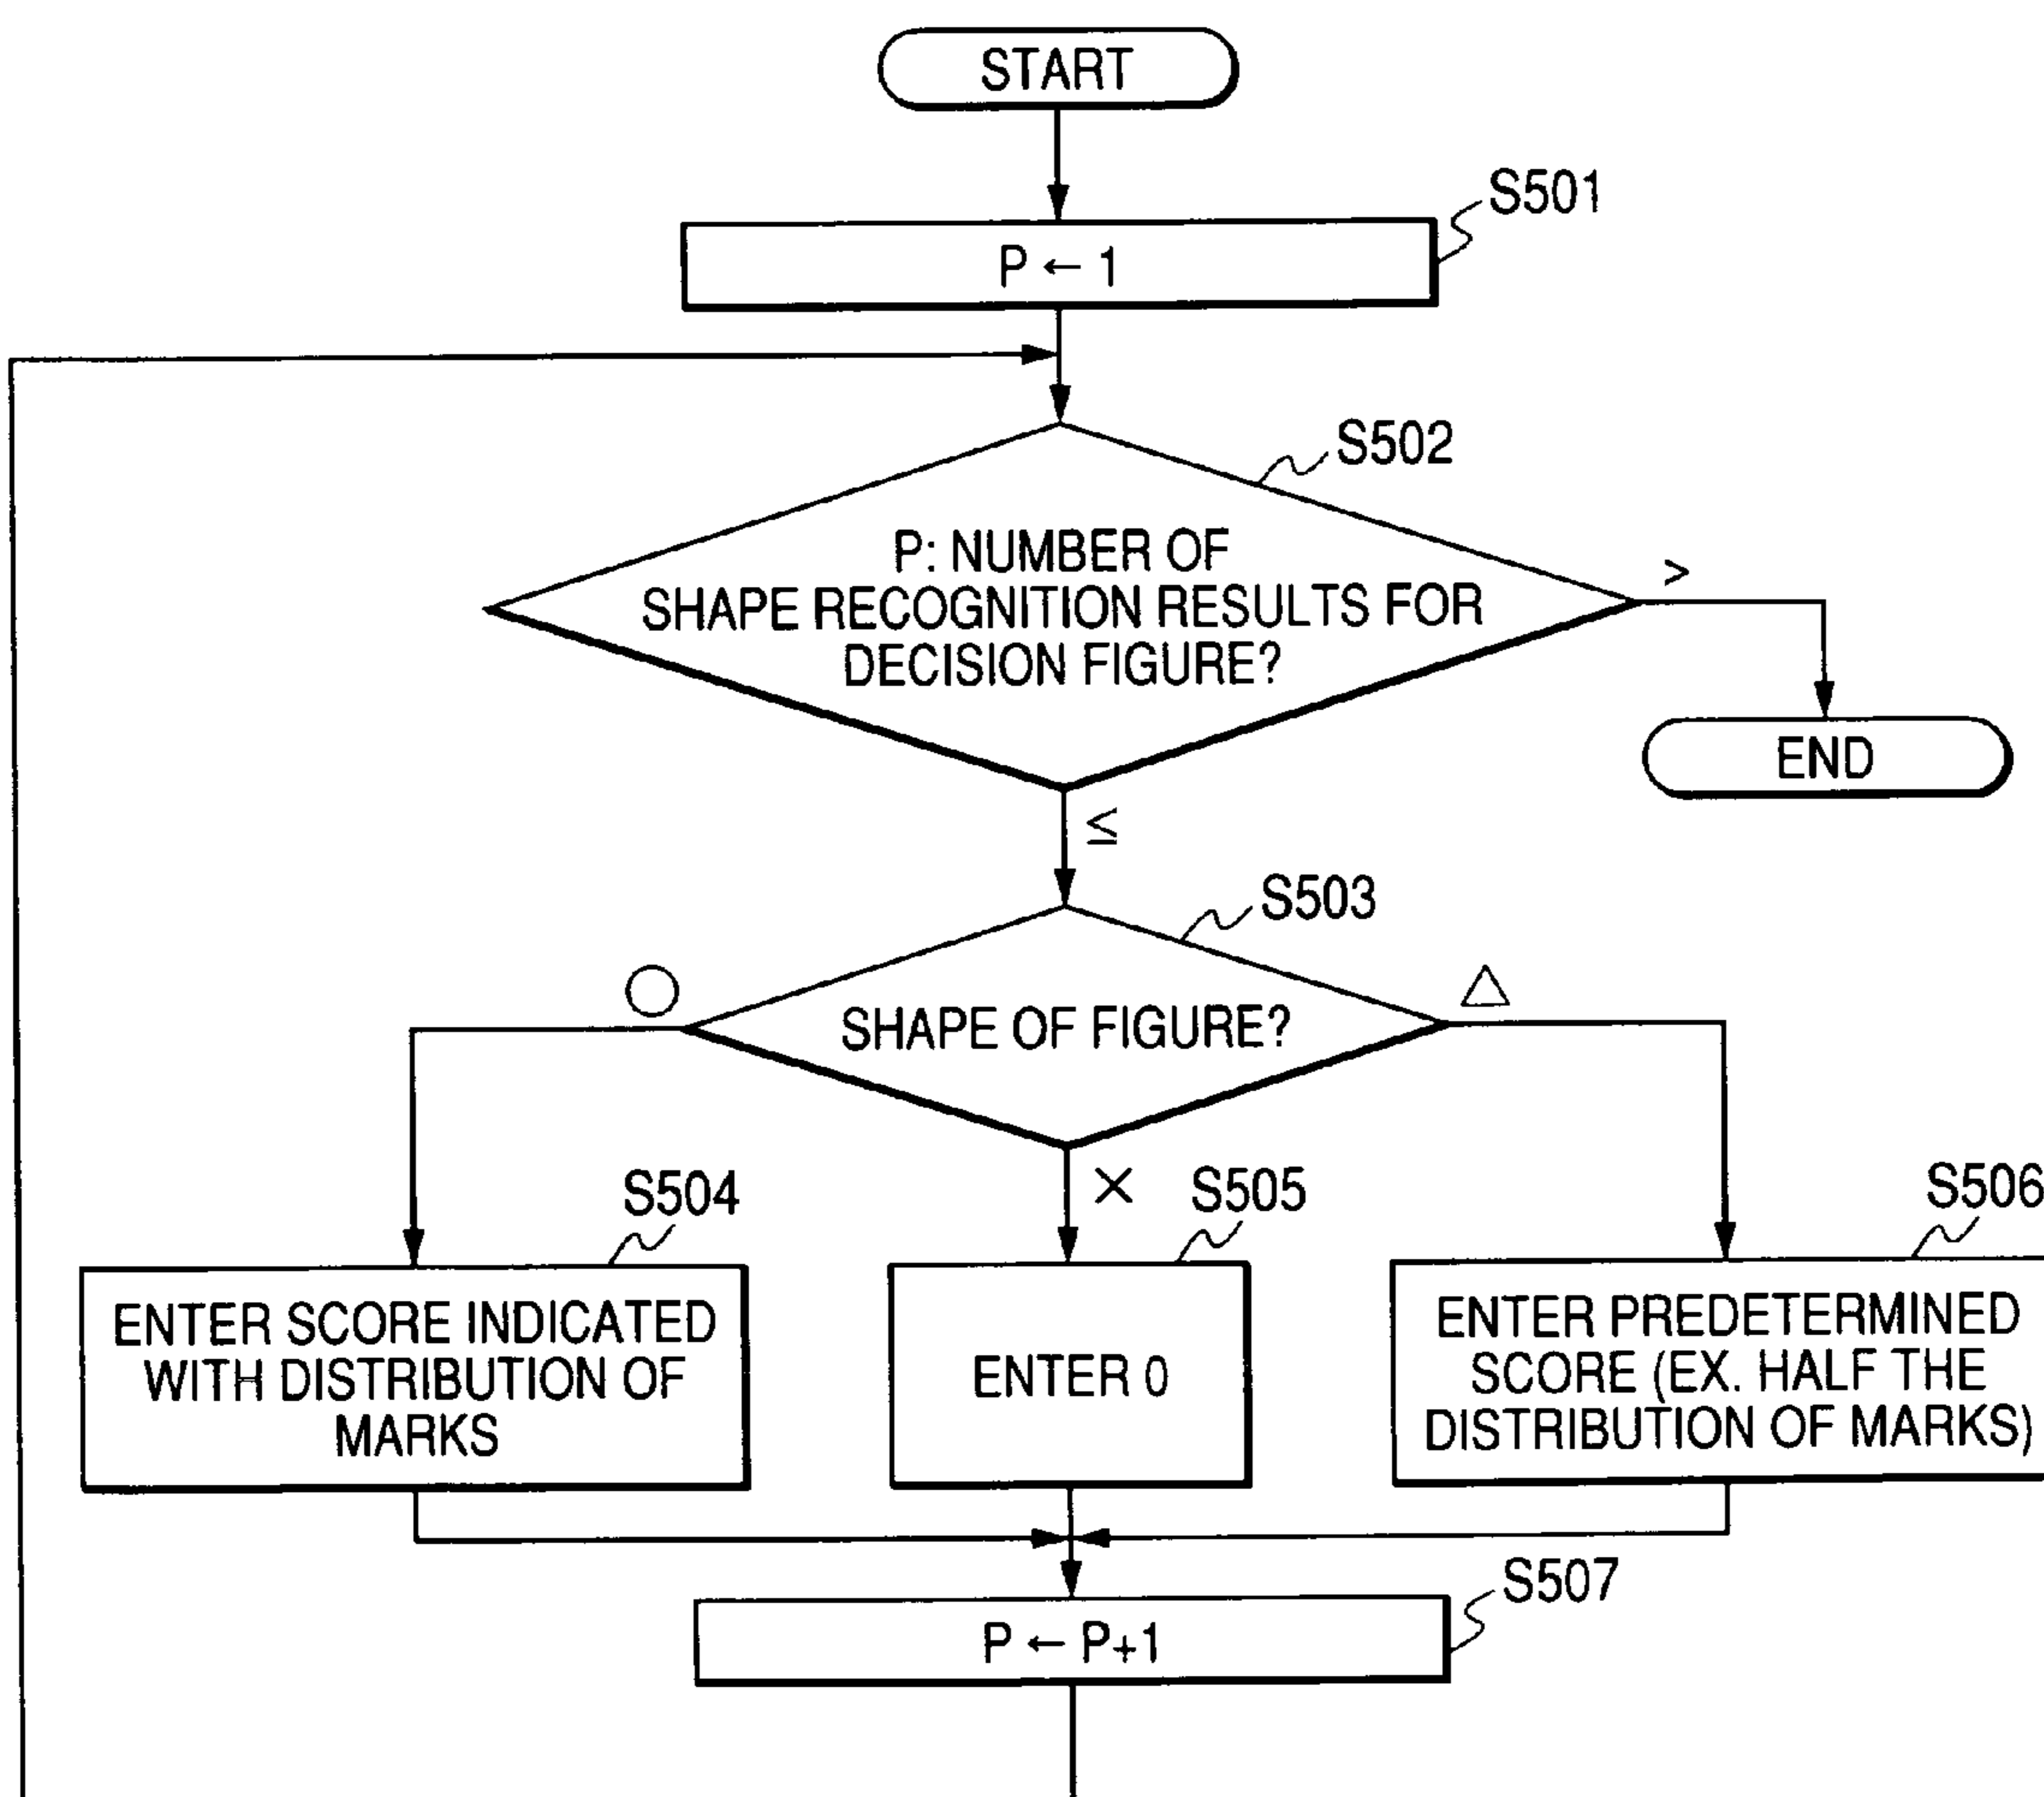 START
S501
P ← 1
S502
P: NUMBER OF
SHAPE RECOGNITION RESULTS FOR
DECISION FIGURE?
>
END
≦
S503
○
△
SHAPE OF FIGURE?
S504
×
S505
S506
ENTER SCORE INDICATED
WITH DISTRIBUTION OF
MARKS
ENTER 0
ENTER PREDETERMINED
SCORE (EX. HALF THE
DISTRIBUTION OF MARKS)
S507
P ← P+1